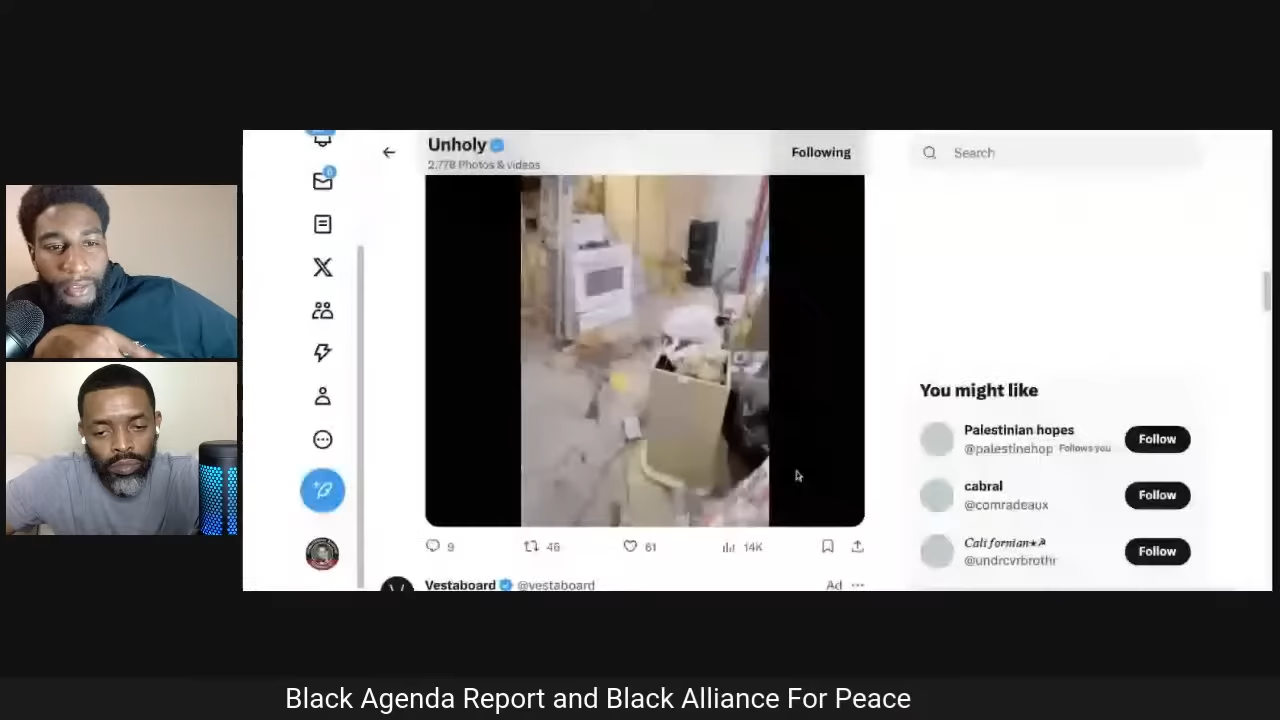 Unholy
2,778 Photos & videos
Following
Search
9
46
61
14K
Vestaboard @vestaboard
Ad
You might like
Palestinian hopes
@palestinehop Follows you
Follow
cabral
@comradeaux
Follow
Californian
@undrcvrbrothr
Follow
Black Agenda Report and Black Alliance For Peace